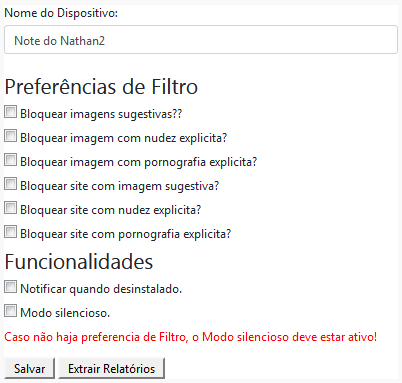 Nome do Dispositivo:
Note do Nathan2
Preferências de Filtro
Bloquear imagens sugestivas??
Bloquear imagem com nudez explicita?
Bloquear imagem com pornografia explicita?
Bloquear site com imagem sugestiva?
Bloquear site com nudez explicita?
Bloquear site com pornografia explicita?
Funcionalidades
Notificar quando desinstalado.
Modo silencioso.
Caso não haja preferencia de Filtro, o Modo silencioso deve estar ativo!
Salvar Extrair Relatórios